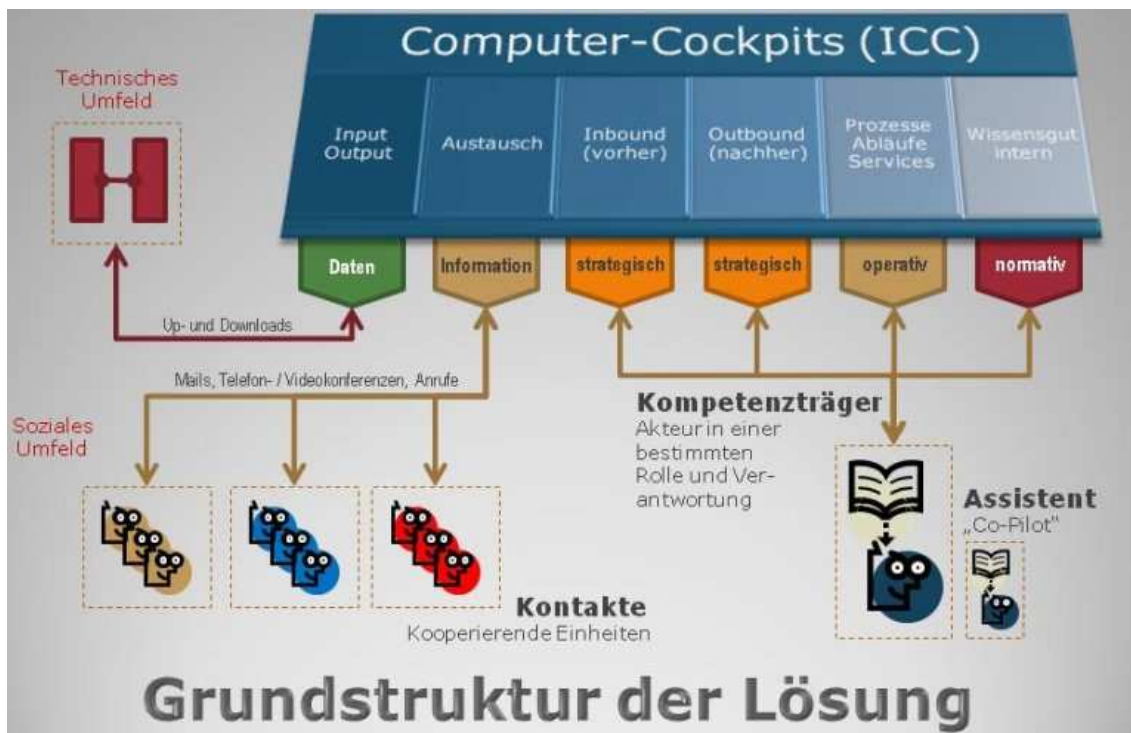 Computer-Cockpits (ICC)
Technisches
Umfeld
Input
Output
Austausch
Inbound
(vorher)
Outbound
(nachher)
Prozesse
Abläufe
Services
Wissensgut
intern
Daten
Information
strategisch
strategisch
operativ
normativ
Up- und Downloads
Mails, Telefon- / Videokonferenzen, Anrufe
Soziales
Umfeld
Kompetenzträger
Akteur in einer
bestimmten
Rolle und Ver-
antwortung
Assistent
„Co-Pilot"
Kontakte
Kooperierende Einheiten
Grundstruktur der Lösung